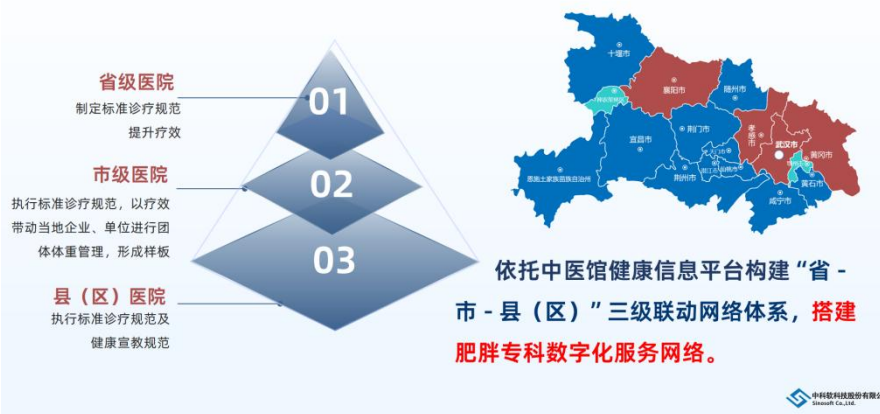 省级医院
制定标准诊疗规范
提升疗效
市级医院
执行标准诊疗规范，以疗效
带动当地企业、单位进行团
体体重管理，形成样板
县（区）医院
执行标准诊疗规范及
健康宣教规范
01
02
03
十堰市
襄阳市
随州市
宜昌市
荆门市
孝感市
武汉市
黄冈市
恩施土家族苗族自治州
荆州市
咸宁市
黄石市
依托中医馆健康信息平台构建“省-
市-县（区）”三级联动网络体系，搭建
肥胖专科数字化服务网络。
中科软科技股份有限公
Sinosoft Co.,Ltd.